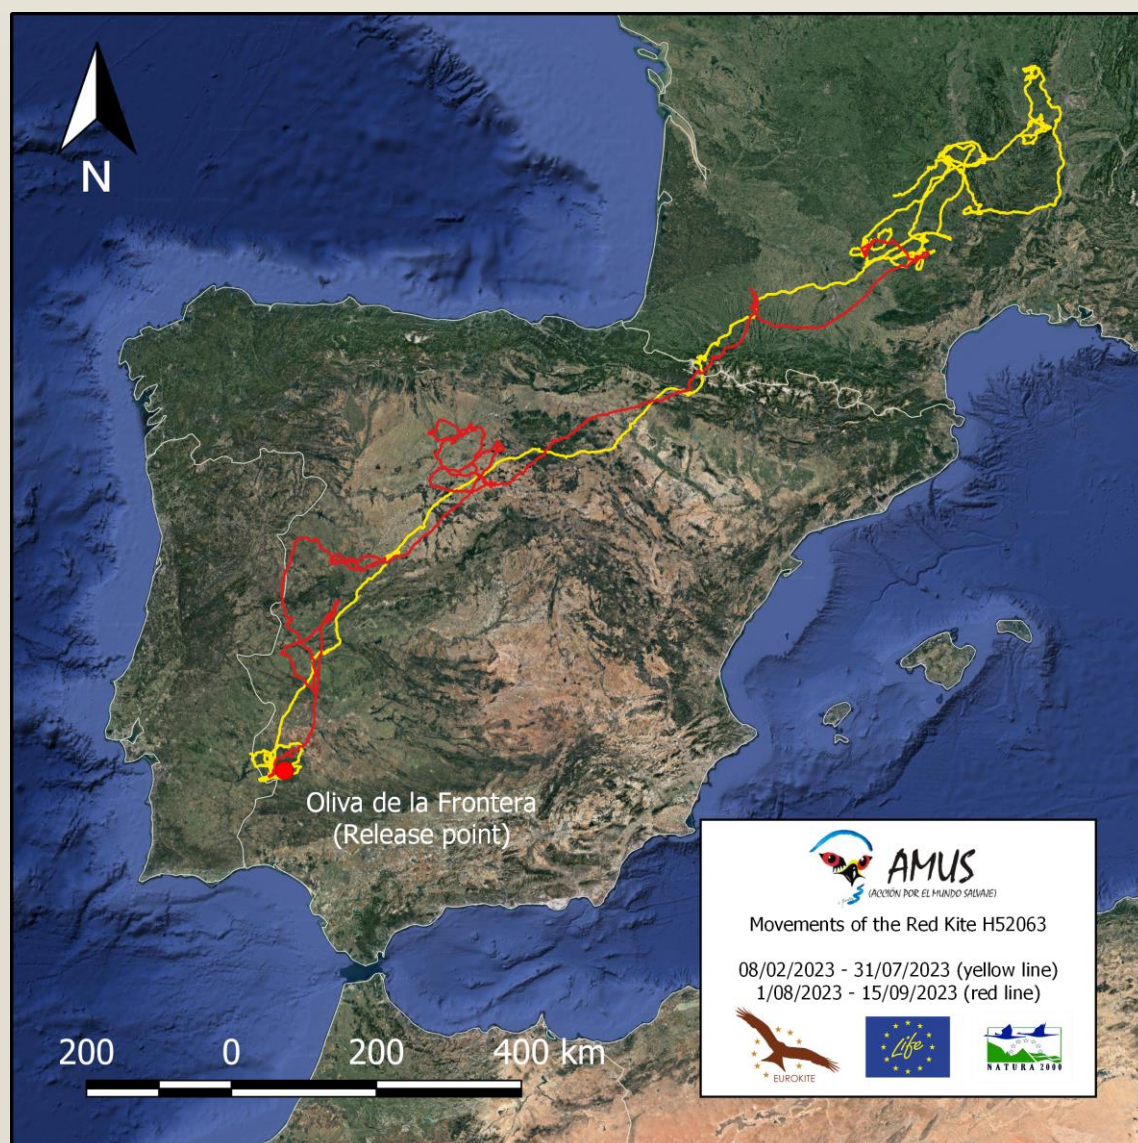 N
Oliva de la Frontera
(Release point)
AMUS
(ACCIÓN POR EL MUNDO SALVAJE)
Movements of the Red Kite H52063
08/02/2023 - 31/07/2023 (yellow line)
1/08/2023 - 15/09/2023 (red line)
EUROKITE
Life
NATURA 2000
200 0 200 400 km